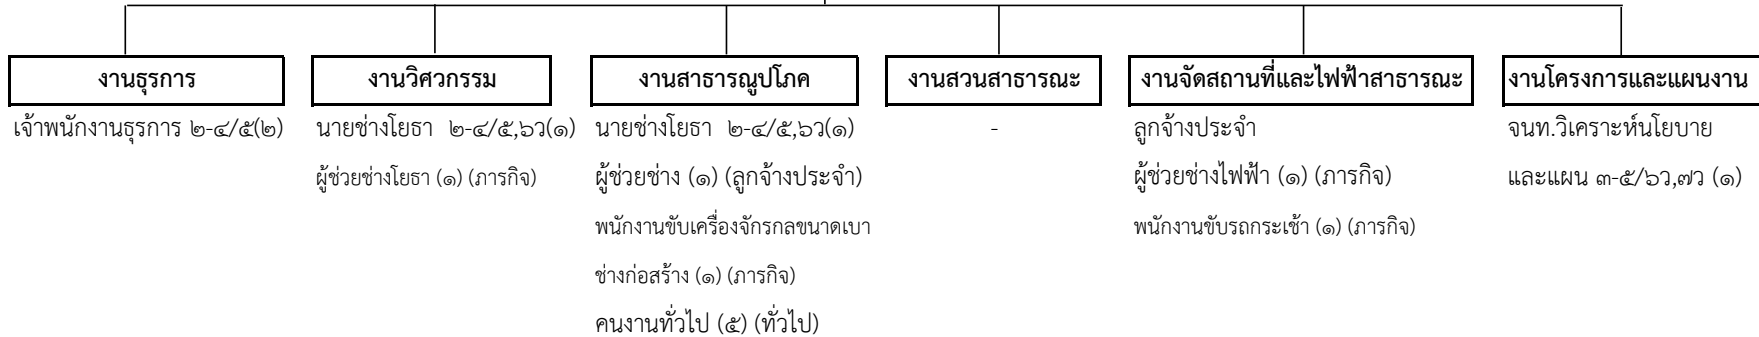 งานธุรการ
เจ้าพนักงานธุรการ ๒-๔/๕(๒)
งานวิศวกรรม
นายช่างโยธา ๒-๔/๕,๖ว(๑)
ผู้ช่วยช่างโยธา (๑) (ภารกิจ)
งานสาธารณูปโภค
นายช่างโยธา ๒-๔/๕,๖ว(๑)
ผู้ช่วยช่าง (๑) (ลูกจ้างประจำ)
พนักงานขับเครื่องจักรกลขนาดเบา
ช่างก่อสร้าง (๑) (ภารกิจ)
คนงานทั่วไป (๕) (ทั่วไป)
งานสวนสาธารณะ
-
งานจัดสถานที่และไฟฟ้าสาธารณะ
ลูกจ้างประจำ
ผู้ช่วยช่างไฟฟ้า (๑) (ภารกิจ)
พนักงานขับรถกระเช้า (๑) (ภารกิจ)
งานโครงการและแผนงาน
จนท.วิเคราะห์นโยบาย
และแผน ๓-๕/๖ว,๗ว (๑)